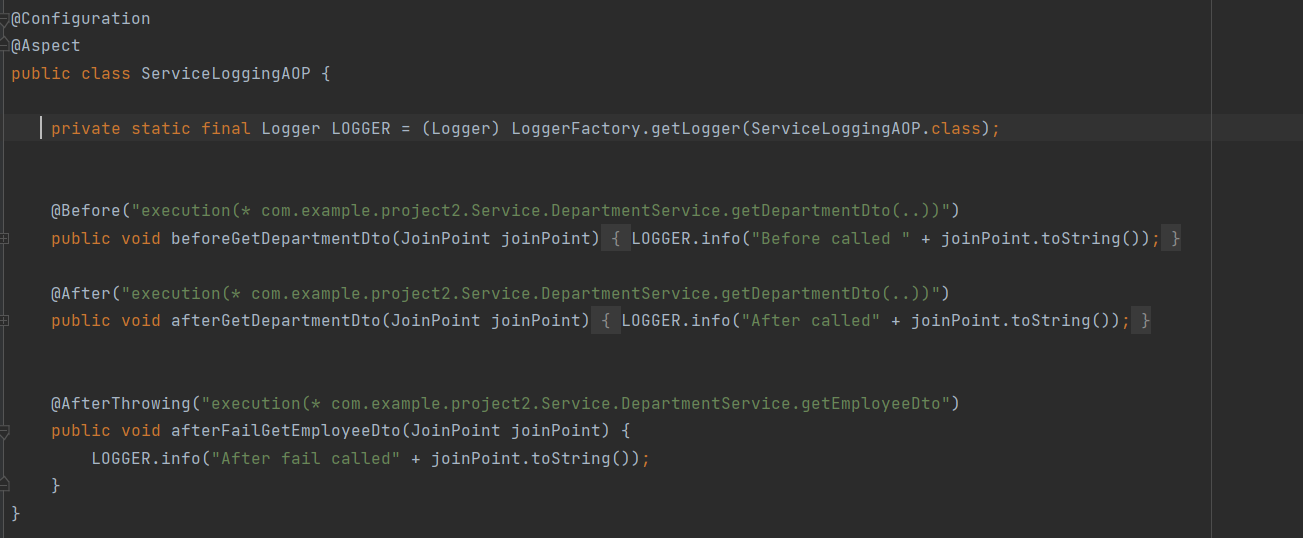 @Configuration
@Aspect
public class ServiceLoggingAOP {
private static final Logger LOGGER = (Logger) LoggerFactory.getLogger(ServiceLoggingAOP.class);
@Before("execution(* com.example.project2.Service.DepartmentService.getDepartmentDto(..))")
public void beforeGetDepartmentDto(JoinPoint joinPoint) { LOGGER.info("Before called " + joinPoint.toString()); }
@After("execution(* com.example.project2.Service.DepartmentService.getDepartmentDto(..))")
public void afterGetDepartmentDto(JoinPoint joinPoint) { LOGGER.info("After called" + joinPoint.toString()); }
@AfterThrowing("execution(* com.example.project2.Service.DepartmentService.getEmployeeDto")
public void afterFailGetEmployeeDto(JoinPoint joinPoint) {
LOGGER.info("After fail called" + joinPoint.toString());
}
}